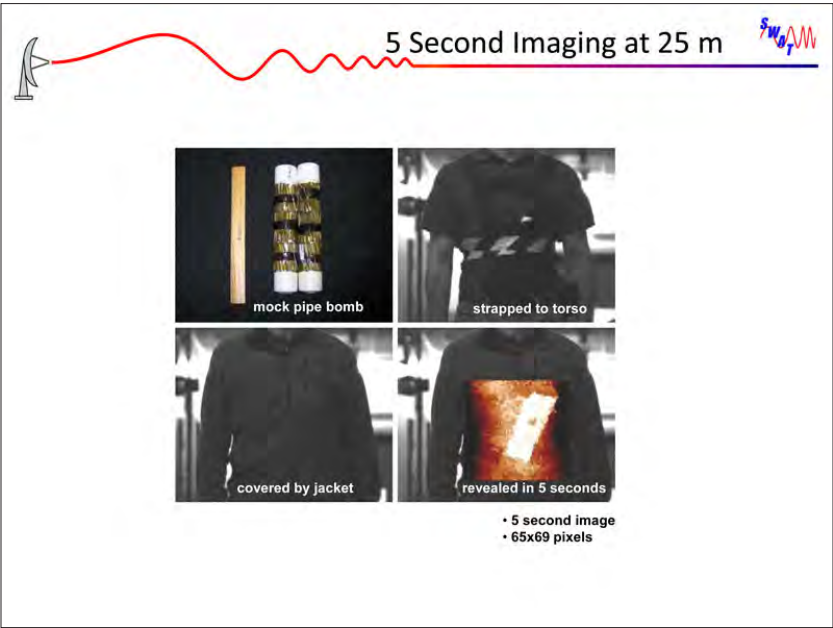 5 Second Imaging at 25 m
SWAT
mock pipe bomb
strapped to torso
covered by jacket
revealed in 5 seconds
• 5 second image
• 65x69 pixels